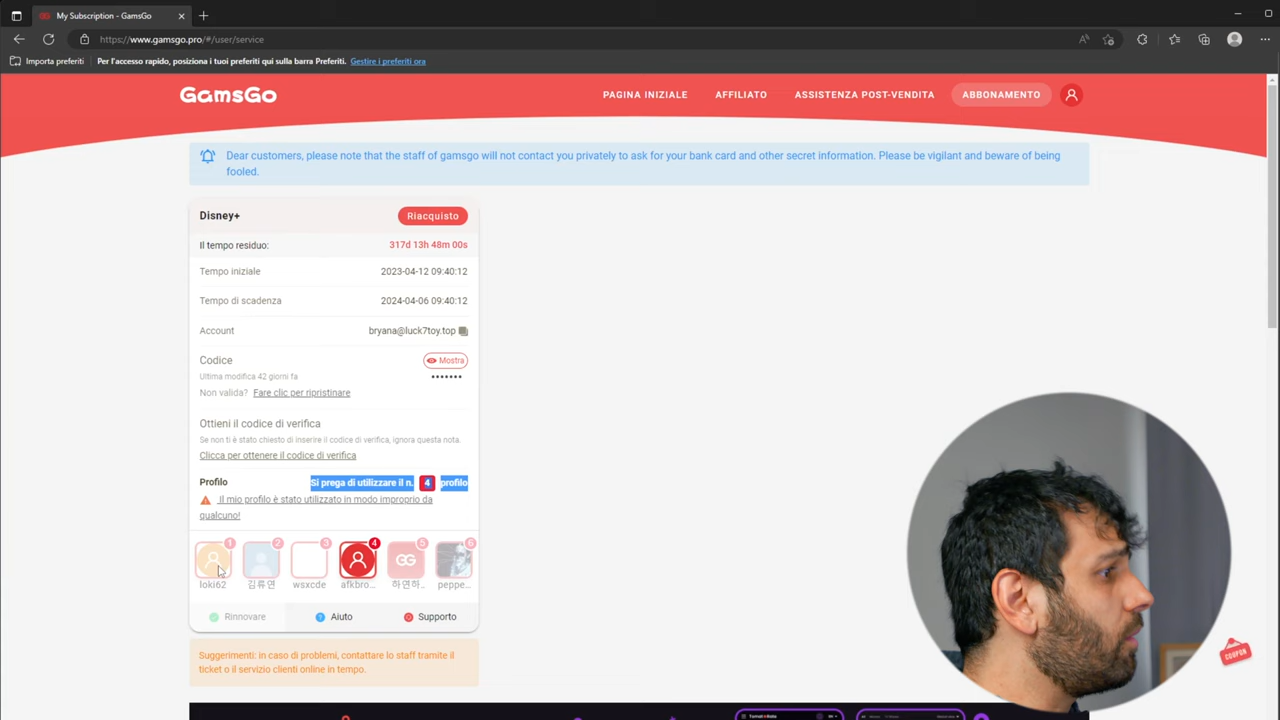 My Subscription - GamsGo
https://www.gamsgo.pro/#/user/service
Importa preferiti
Per l'accesso rapido, posiziona i tuoi preferiti qui sulla barra Preferiti. Gestire i preferiti ora
GamsGo
PAGINA INIZIALE
AFFILIATO
ASSISTENZA POST-VENDITA
ABBONAMENTO
Dear customers, please note that the staff of gamsgo will not contact you privately to ask for your bank card and other secret information. Please be vigilant and beware of being
fooled.
Disney+
Riacquisto
Il tempo residuo: 317d 13h 48m 00s
Tempo iniziale 2023-04-12 09:40:12
Tempo di scadenza 2024-04-06 09:40:12
Account bryana@luck7toy.top
Codice Mostra
Ultima modifica 42 giorni fa •••••••
Non valida? Fare clic per ripristinare
Ottieni il codice di verifica
Se non ti è stato chiesto di inserire il codice di verifica, ignora questa nota.
Clicca per ottenere il codice di verifica
Profilo Si prega di utilizzare il n. 4 profilo
Il mio profilo è stato utilizzato in modo improprio da
qualcuno!
1 2 3 4 5 6
GG
loki62 김류연 wsxcde afkbro... 하연하.. peppe...
Rinnovare
Aiuto
Supporto
Suggerimenti: in caso di problemi, contattare lo staff tramite il
ticket o il servizio clienti online in tempo.
COUPON